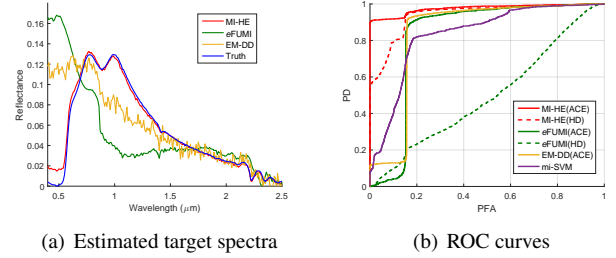 MI-HE
eFUMI
EM-DD
Truth
0.16
0.14
0.12
0.1
0.08
0.06
0.04
0.02
0
Reflectance
0.5 1 1.5 2 2.5
Wavelength (μm)
(a) Estimated target spectra
1
0.8
0.6
0.4
0.2
0
PD
MI-HE(ACE)
MI-HE(HD)
eFUMI(ACE)
eFUMI(HD)
EM-DD(ACE)
mi-SVM
0 0.2 0.4 0.6 0.8 1
PFA
(b) ROC curves